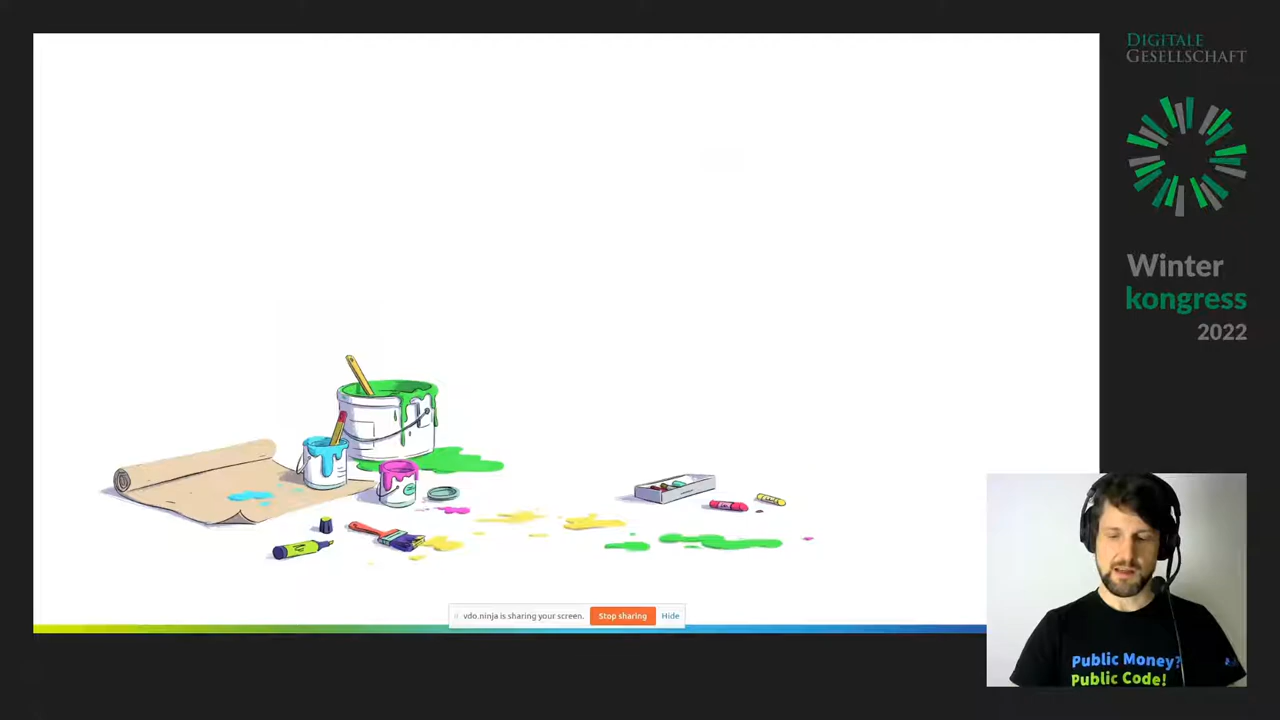 DIGITALE
GESELLSCHAFT
Winter
kongress
2022
vdo.ninja is sharing your screen.
Stop sharing
Hide
Public Money?
Public Code!